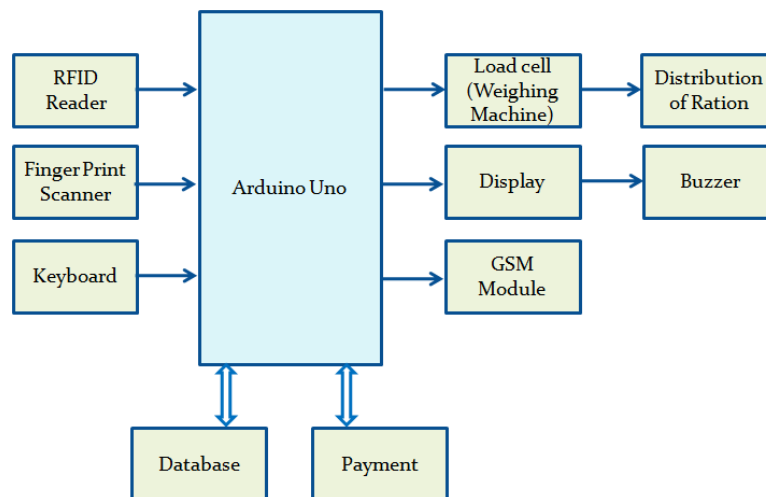 RFID
Reader
Finger Print
Scanner
Keyboard
Arduino Uno
Load cell
(Weighing
Machine)
Distribution
of Ration
Display
Buzzer
GSM
Module
Database
Payment